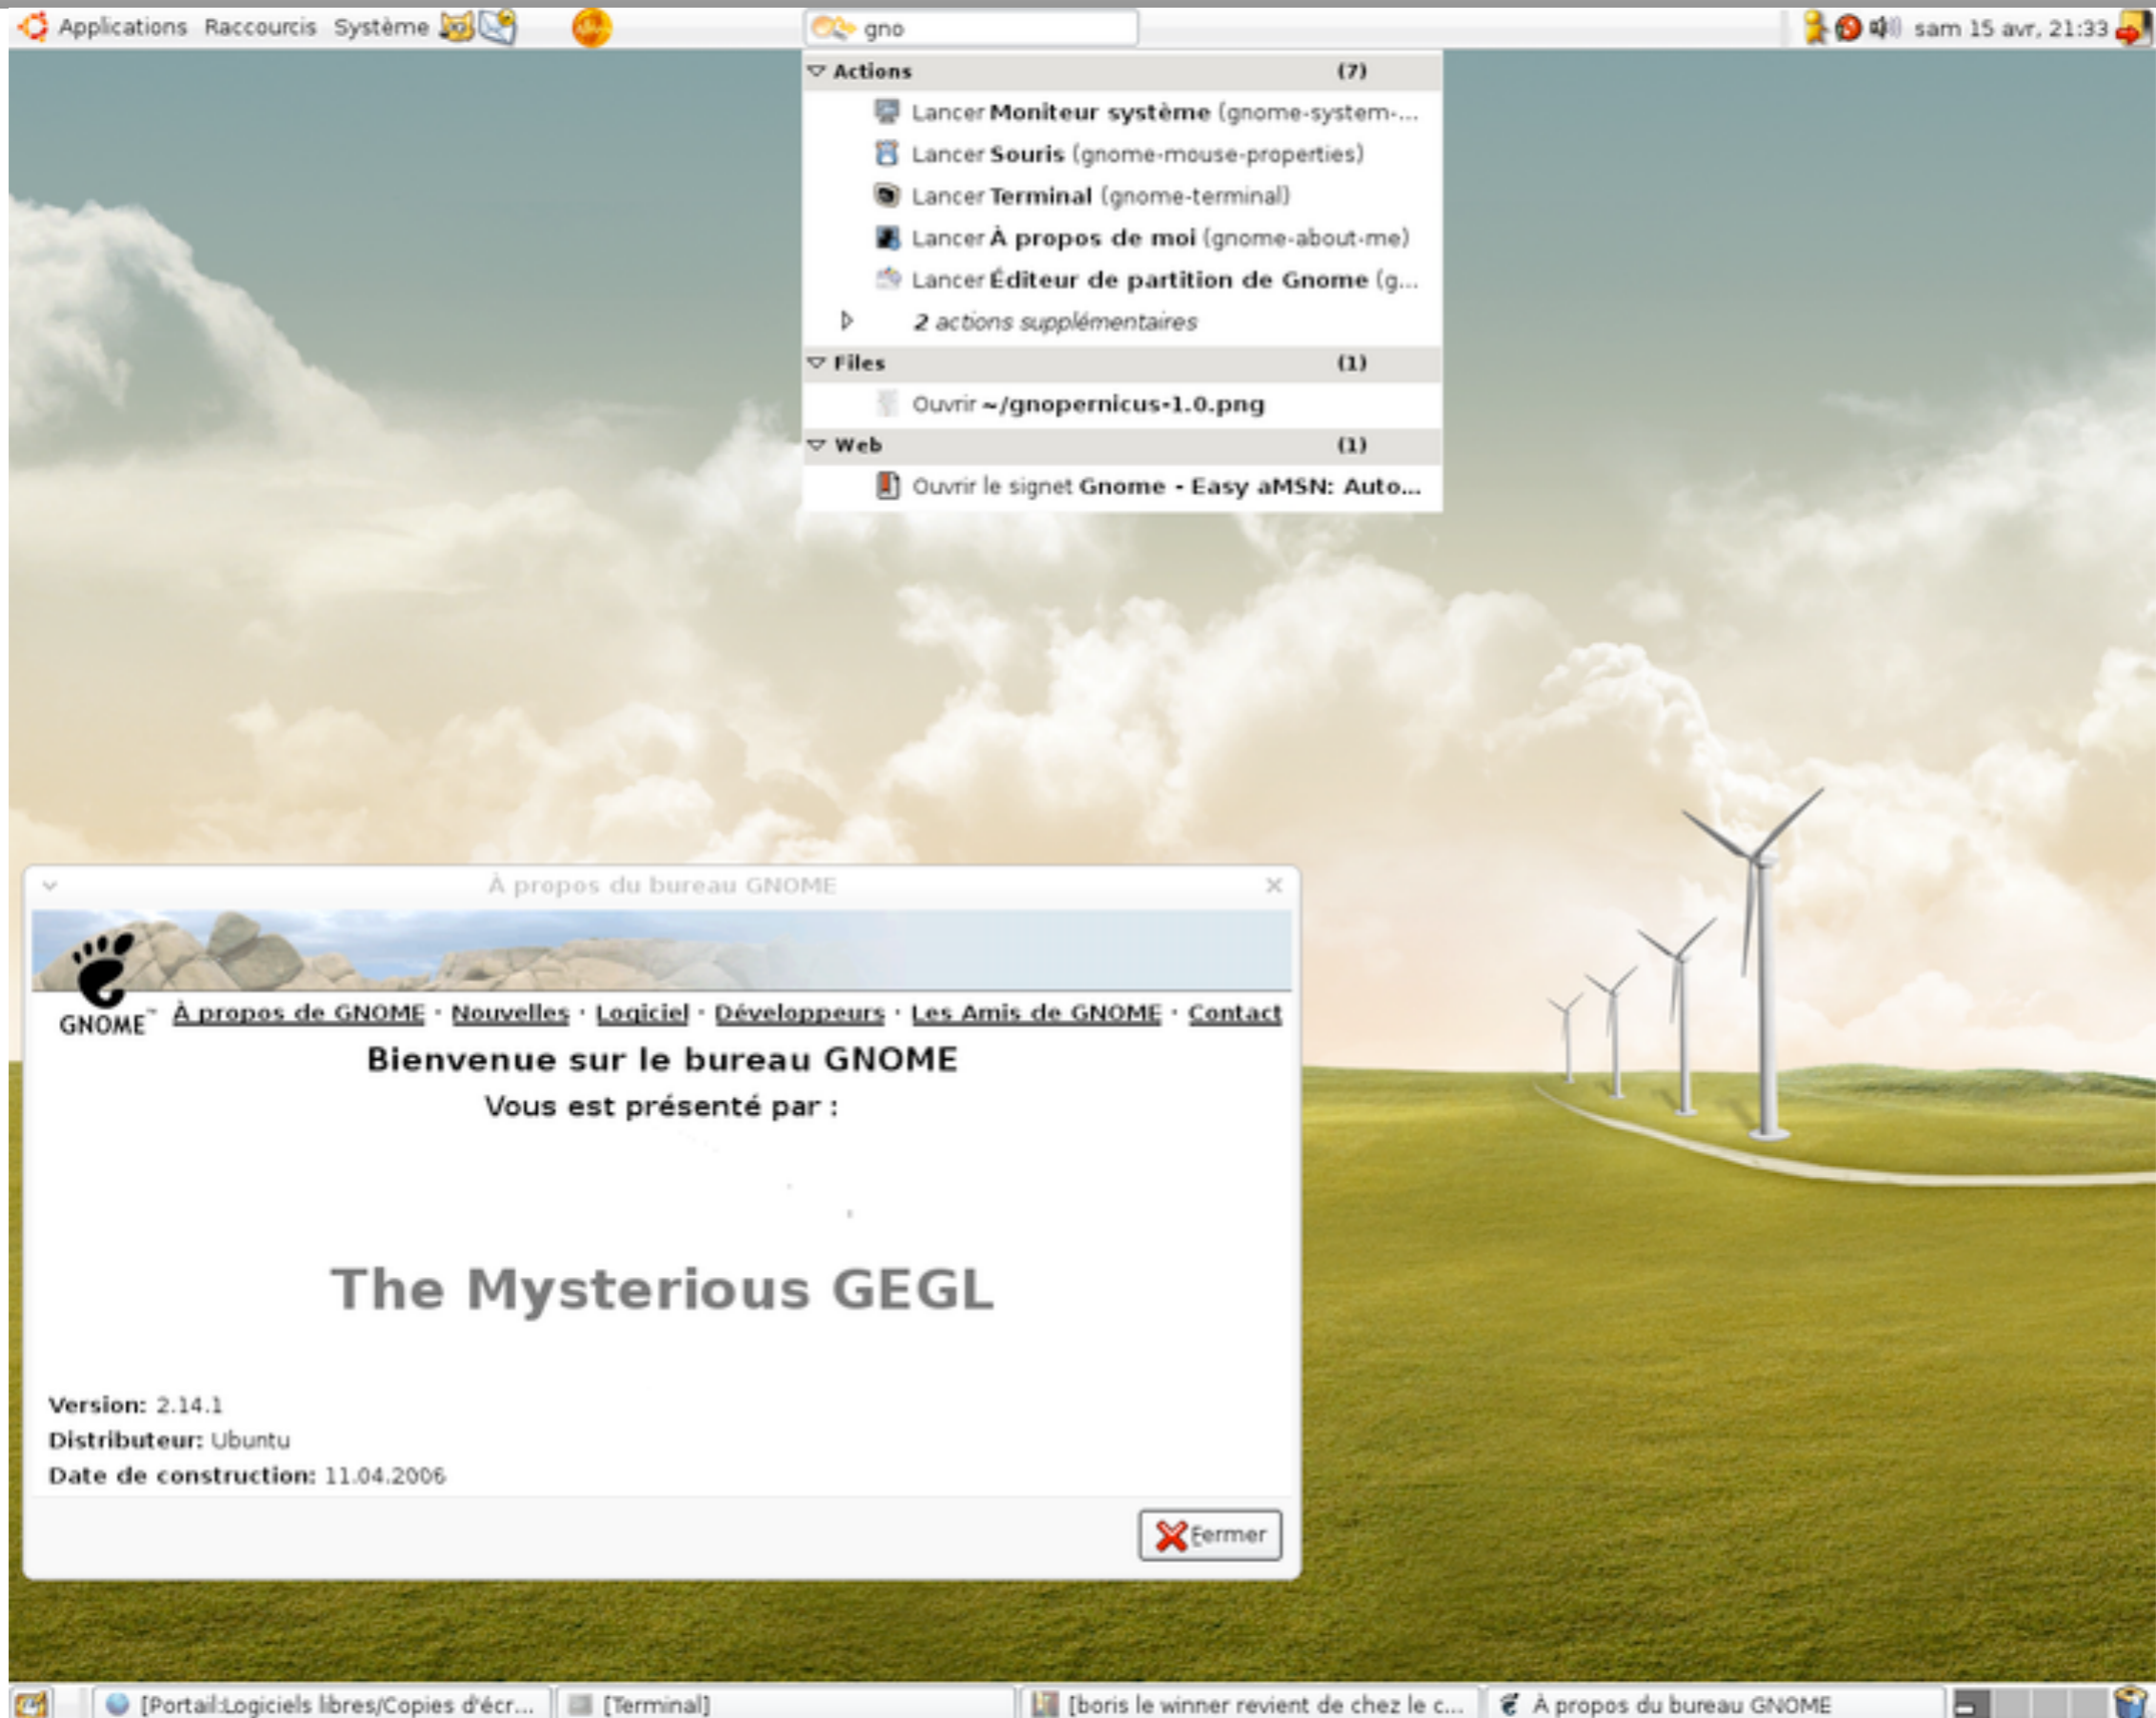 Applications Raccourcis Système
gno
sam 15 avr, 21:33
Actions (7)
Lancer Moniteur système (gnome-system-...
Lancer Souris (gnome-mouse-properties)
Lancer Terminal (gnome-terminal)
Lancer À propos de moi (gnome-about-me)
Lancer Éditeur de partition de Gnome (g...
2 actions supplémentaires
Files (1)
Ouvrir ~/gnopernicus-1.0.png
Web (1)
Ouvrir le signet Gnome - Easy aMSN: Auto...
À propos du bureau GNOME
GNOME™ À propos de GNOME · Nouvelles · Logiciel · Développeurs · Les Amis de GNOME · Contact
Bienvenue sur le bureau GNOME
Vous est présenté par :
The Mysterious GEGL
Version: 2.14.1
Distributeur: Ubuntu
Date de construction: 11.04.2006
Fermer
[Portail:Logiciels libres/Copies d'écr... [Terminal] [boris le winner revient de chez le c... À propos du bureau GNOME